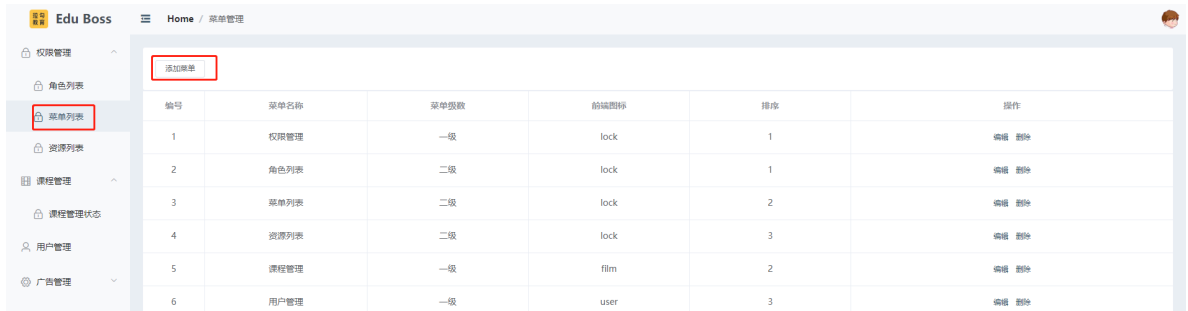 拉勾教育 Edu Boss Home / 菜单管理
权限管理
角色列表
菜单列表
资源列表
课程管理
课程管理状态
用户管理
广告管理
添加菜单
编号 菜单名称 菜单级数 前端图标 排序 操作
1 权限管理 一级 lock 1 编辑 删除
2 角色列表 二级 lock 1 编辑 删除
3 菜单列表 二级 lock 2 编辑 删除
4 资源列表 二级 lock 3 编辑 删除
5 课程管理 一级 film 2 编辑 删除
6 用户管理 一级 user 3 编辑 删除